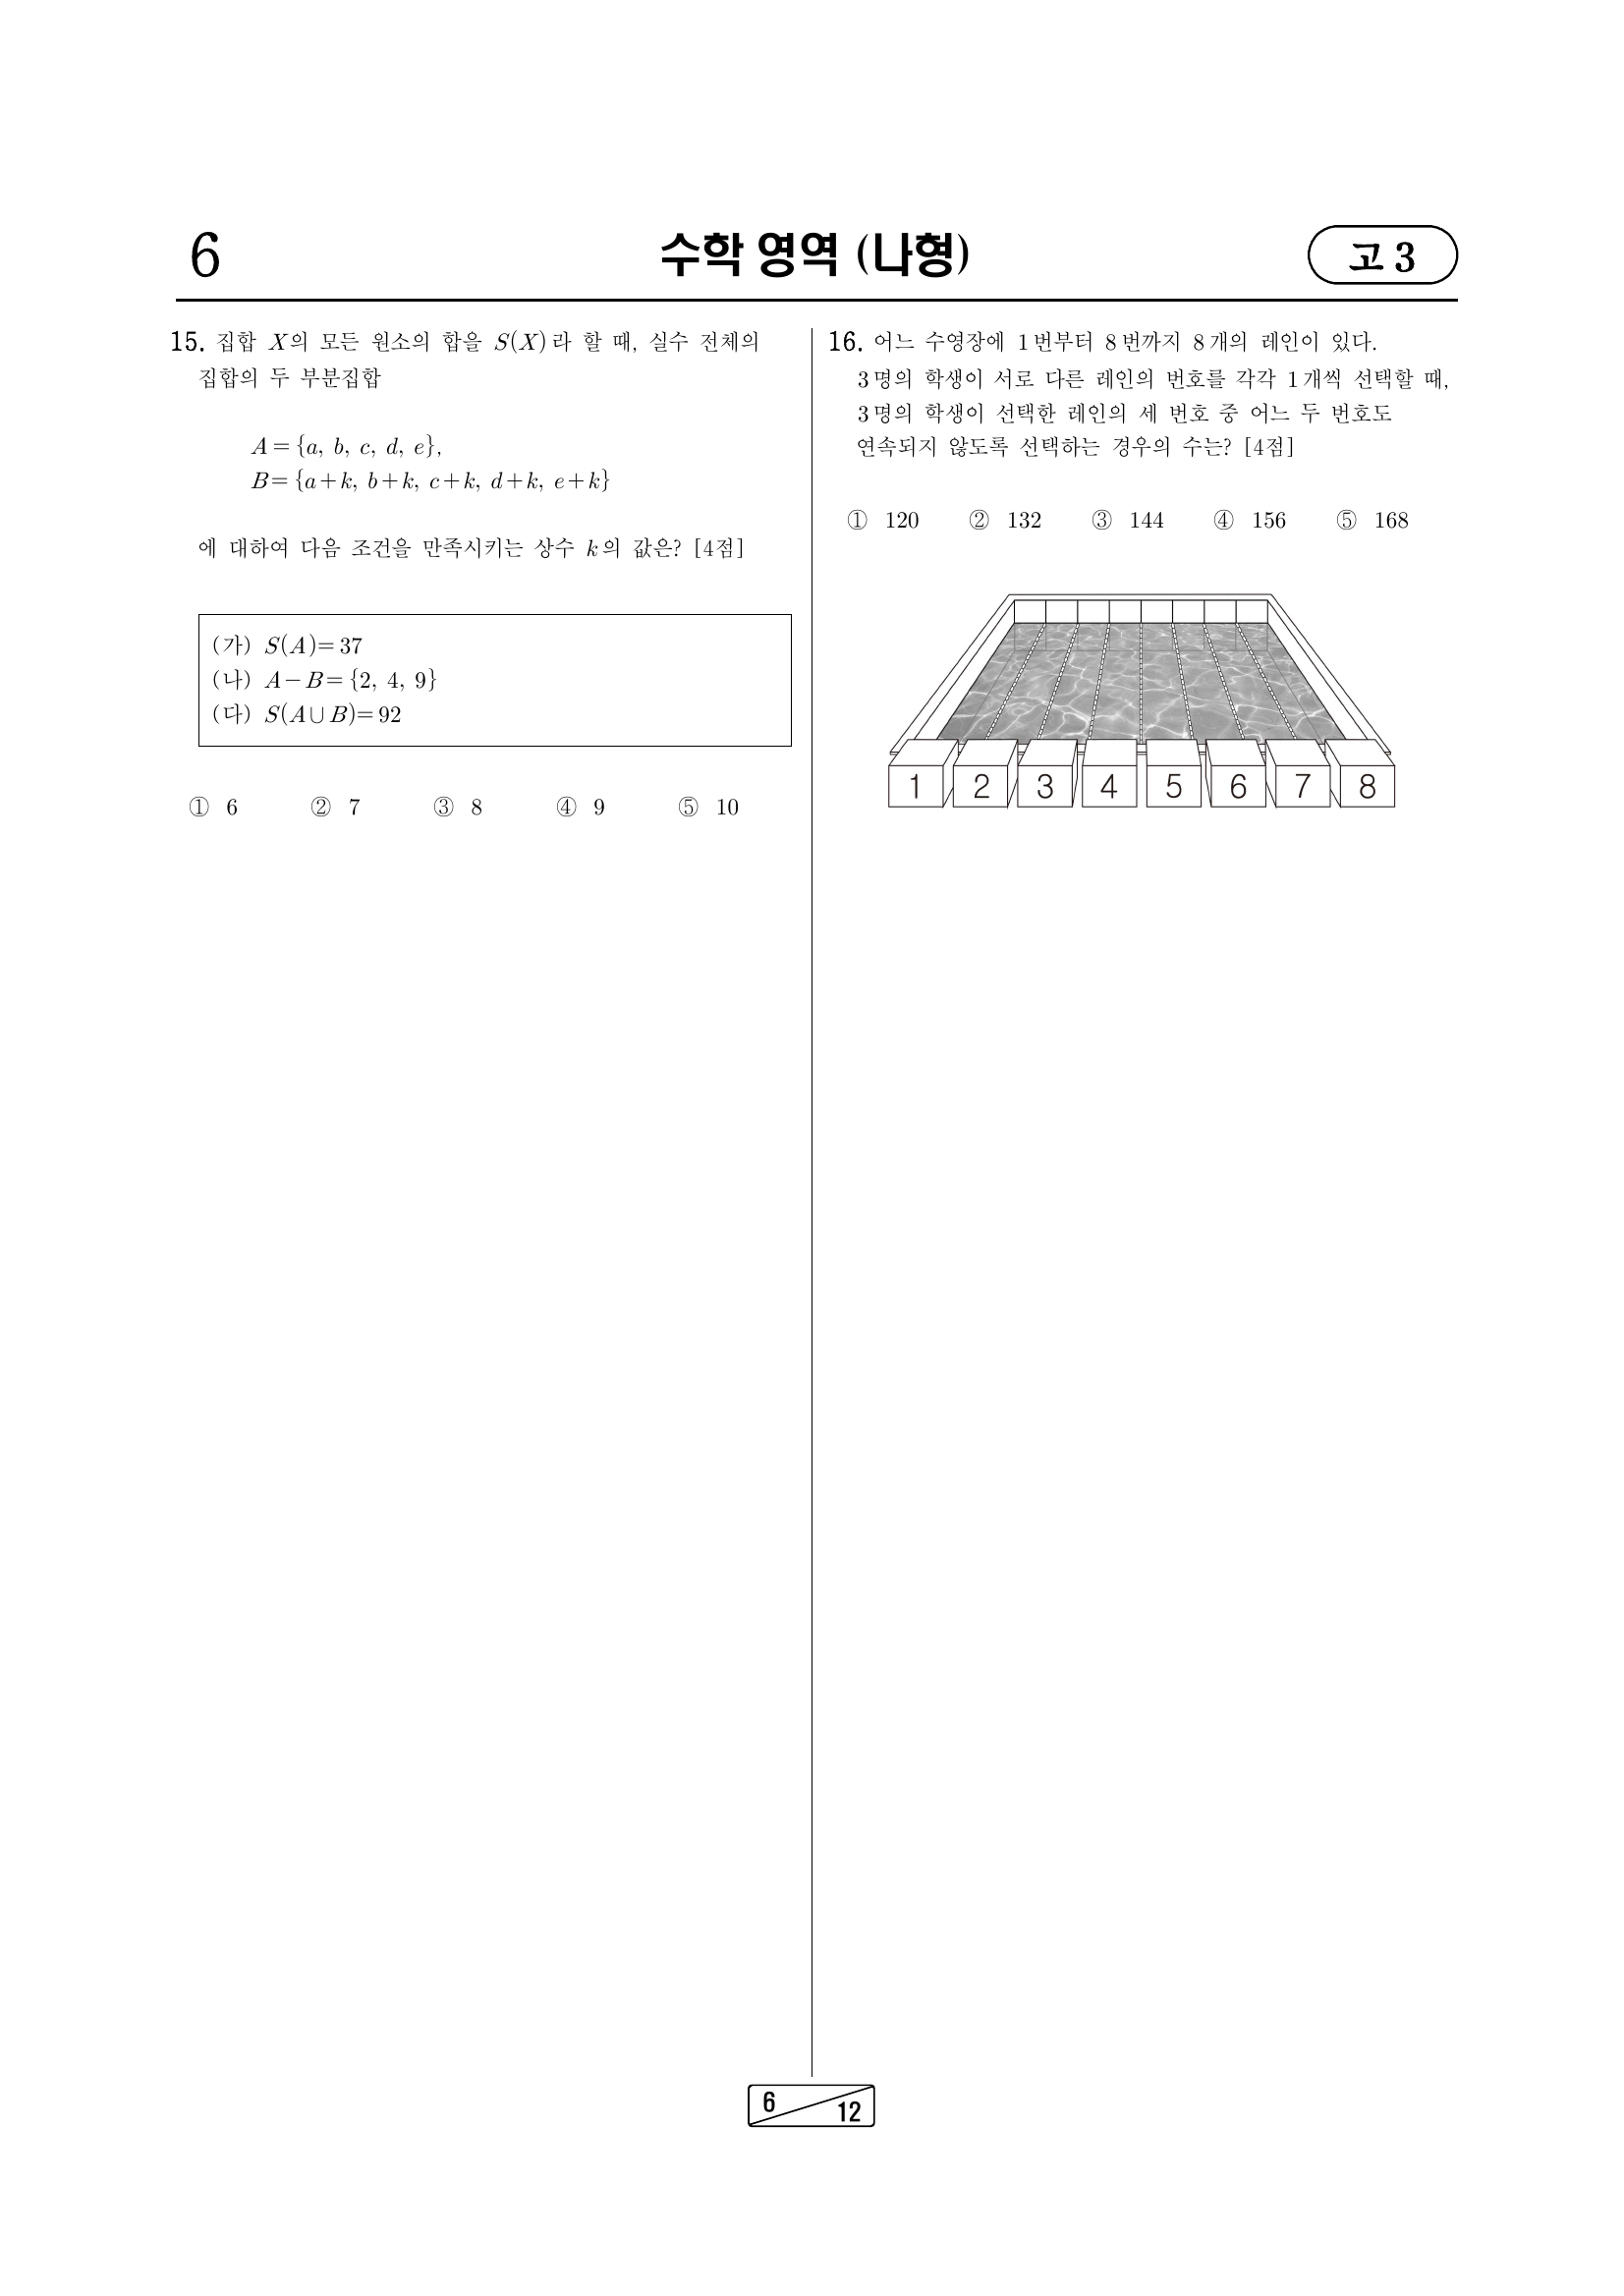 6
수학 영역 (나형)
고 3
15. 집합 X의 모든 원소의 합을 S(X)라 할 때, 실수 전체의
집합의 두 부분집합
A={a, b, c, d, e},
B={a+k, b+k, c+k, d+k, e+k}
에 대하여 다음 조건을 만족시키는 상수 k의 값은? [4점]
(가) S(A)=37
(나) A-B={2, 4, 9}
(다) S(A∪B)=92
① 6 ② 7 ③ 8 ④ 9 ⑤ 10
16. 어느 수영장에 1번부터 8번까지 8개의 레인이 있다.
3명의 학생이 서로 다른 레인의 번호를 각각 1개씩 선택할 때,
3명의 학생이 선택한 레인의 세 번호 중 어느 두 번호도
연속되지 않도록 선택하는 경우의 수는? [4점]
① 120 ② 132 ③ 144 ④ 156 ⑤ 168
1 2 3 4 5 6 7 8
6
12